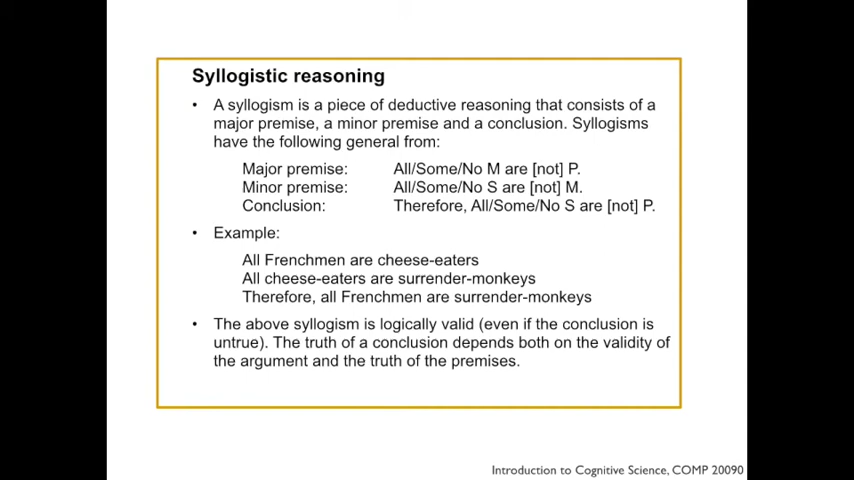 Syllogistic reasoning
• A syllogism is a piece of deductive reasoning that consists of a
major premise, a minor premise and a conclusion. Syllogisms
have the following general from:
Major premise: All/Some/No M are [not] P.
Minor premise: All/Some/No S are [not] M.
Conclusion: Therefore, All/Some/No S are [not] P.
• Example:
All Frenchmen are cheese-eaters
All cheese-eaters are surrender-monkeys
Therefore, all Frenchmen are surrender-monkeys
• The above syllogism is logically valid (even if the conclusion is
untrue). The truth of a conclusion depends both on the validity of
the argument and the truth of the premises.
Introduction to Cognitive Science, COMP 20090